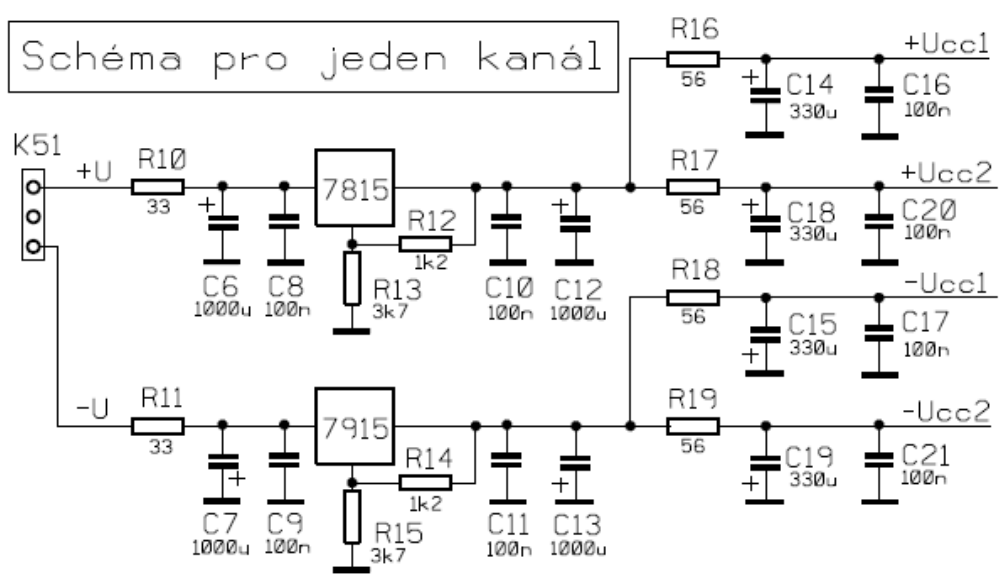 Schéma pro jeden kanál
R16
56
+Ucc1
C14
330u
C16
100n
K51
+U
R10
33
7815
R12
1k2
R17
56
+Ucc2
C18
330u
C20
100n
C6
1000u
C8
100n
R13
3k7
C10
100n
C12
1000u
R18
56
-Ucc1
C15
330u
C17
100n
-U
R11
33
7915
R14
1k2
R19
56
-Ucc2
C19
330u
C21
100n
C7
1000u
C9
100n
R15
3k7
C11
100n
C13
1000u